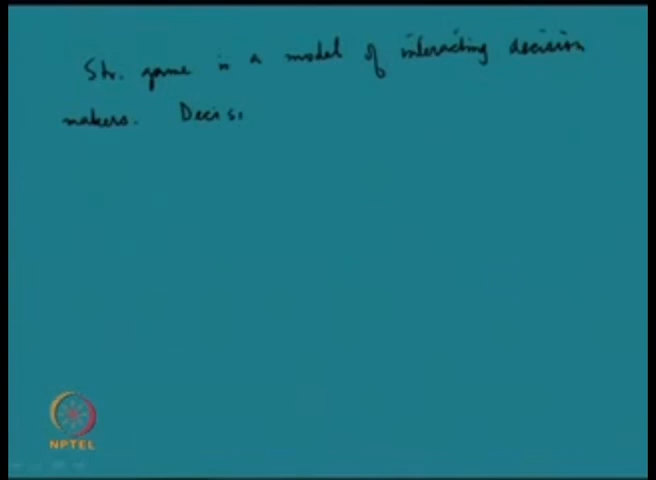 Str. game is a model of interacting decision
makers. Decis
NPTEL